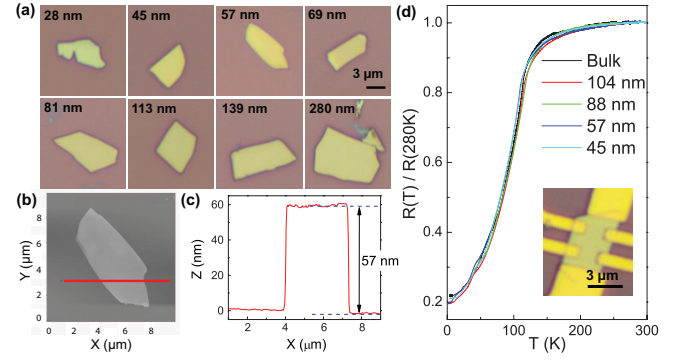 (a)
28 nm
45 nm
57 nm
69 nm
3 µm
81 nm
113 nm
139 nm
280 nm
(b)
8
6
4
2
0
Y (µm)
0 2 4 6 8
X (µm)
(c)
60
40
20
0
Z (nm)
57 nm
0 2 4 6 8
X (µm)
(d)
1.0
0.8
0.6
0.4
0.2
R(T) / R(280K)
Bulk
104 nm
88 nm
57 nm
45 nm
3 µm
0 100 200 300
T (K)